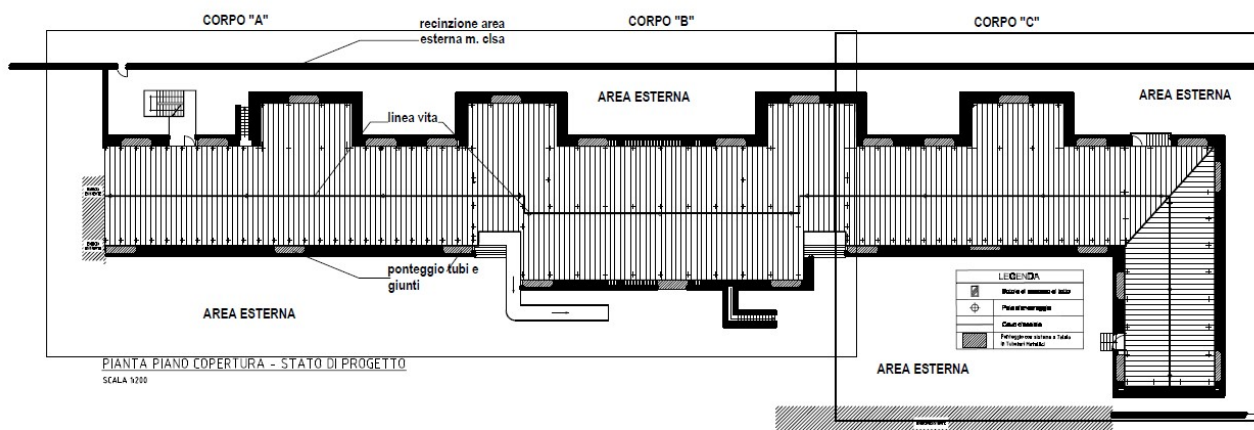 CORPO "A"
CORPO "B"
CORPO "C"
recinzione area
esterna m. clsa
AREA ESTERNA
AREA ESTERNA
linea vita
ponteggio tubi e
giunti
AREA ESTERNA
LEGENDA
PIANTA PIANO COPERTURA - STATO DI PROGETTO
SCALA 1:200
AREA ESTERNA